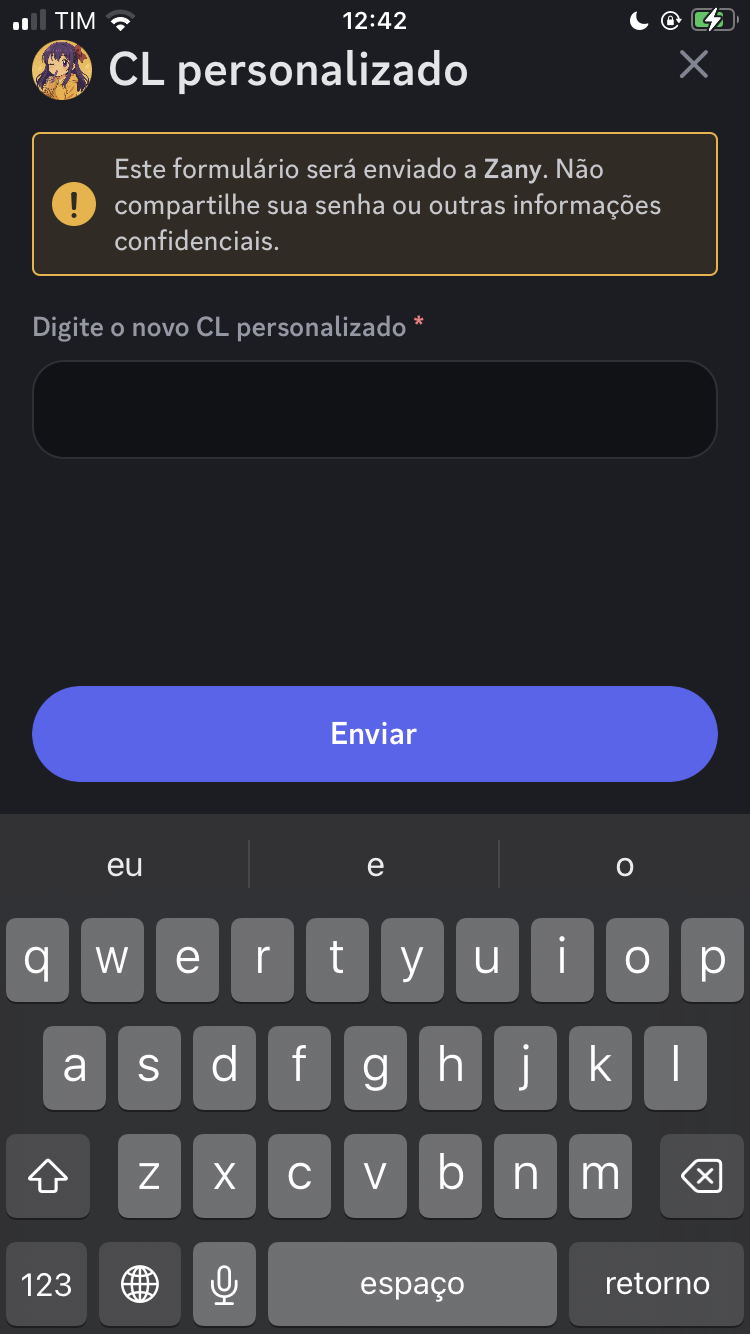 TIM 12:42
CL personalizado
Este formulário será enviado a Zany. Não
compartilhe sua senha ou outras informações
confidenciais.
Digite o novo CL personalizado *
Enviar
eu e o
q w e r t y u i o p
a s d f g h j k l
z x c v b n m
123 espaço retorno